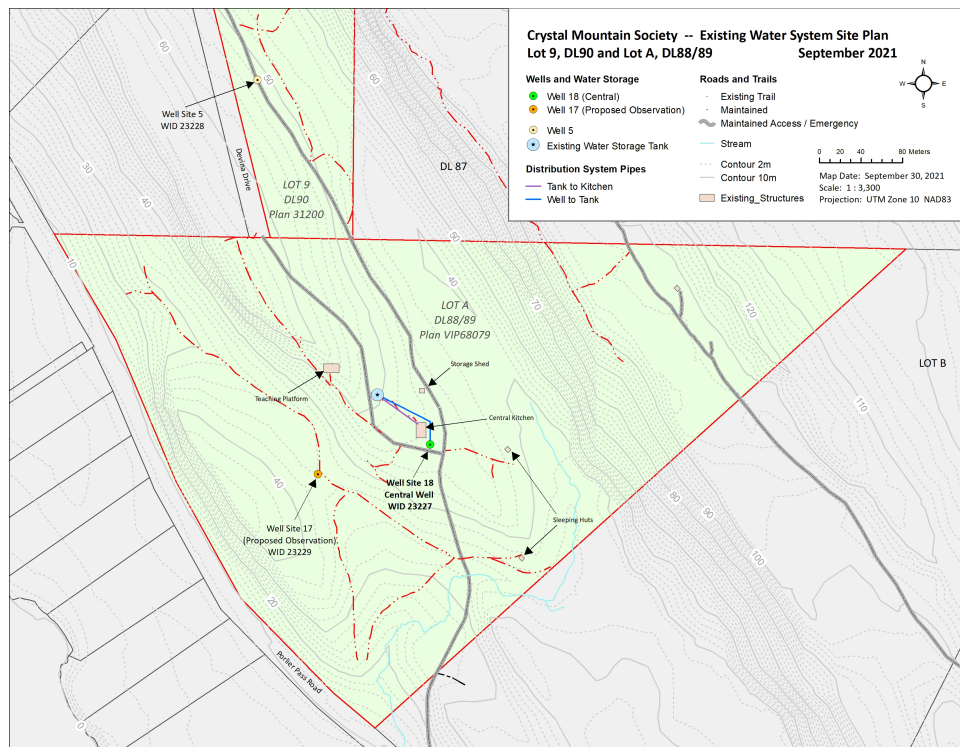 Crystal Mountain Society -- Existing Water System Site Plan
Lot 9, DL90 and Lot A, DL88/89 September 2021
Wells and Water Storage
Well 18 (Central)
Well 17 (Proposed Observation)
Well 5
Existing Water Storage Tank
Distribution System Pipes
Tank to Kitchen
Well to Tank
Roads and Trails
Existing Trail
Maintained
Maintained Access / Emergency
Stream
Contour 2m
Contour 10m
Existing_Structures
N
W E
S
0 20 40 80 Meters
Map Date: September 30, 2021
Scale: 1 : 3,300
Projection: UTM Zone 10 NAD83
60
50
60
Well Site 5
WID 23228
Devina Drive
DL 87
30
40
LOT 9
DL90
Plan 31200
50
10
40
70
120
LOT A
DL88/89
Plan VIP68079
LOT B
Storage Shed
Teaching Platform
110
Central Kitchen
40
Well Site 18
Central Well
WID 23227
80
90
Well Site 17
(Proposed Observation)
WID 23229
Sleeping Huts
100
20
Porlier Pass Road
0